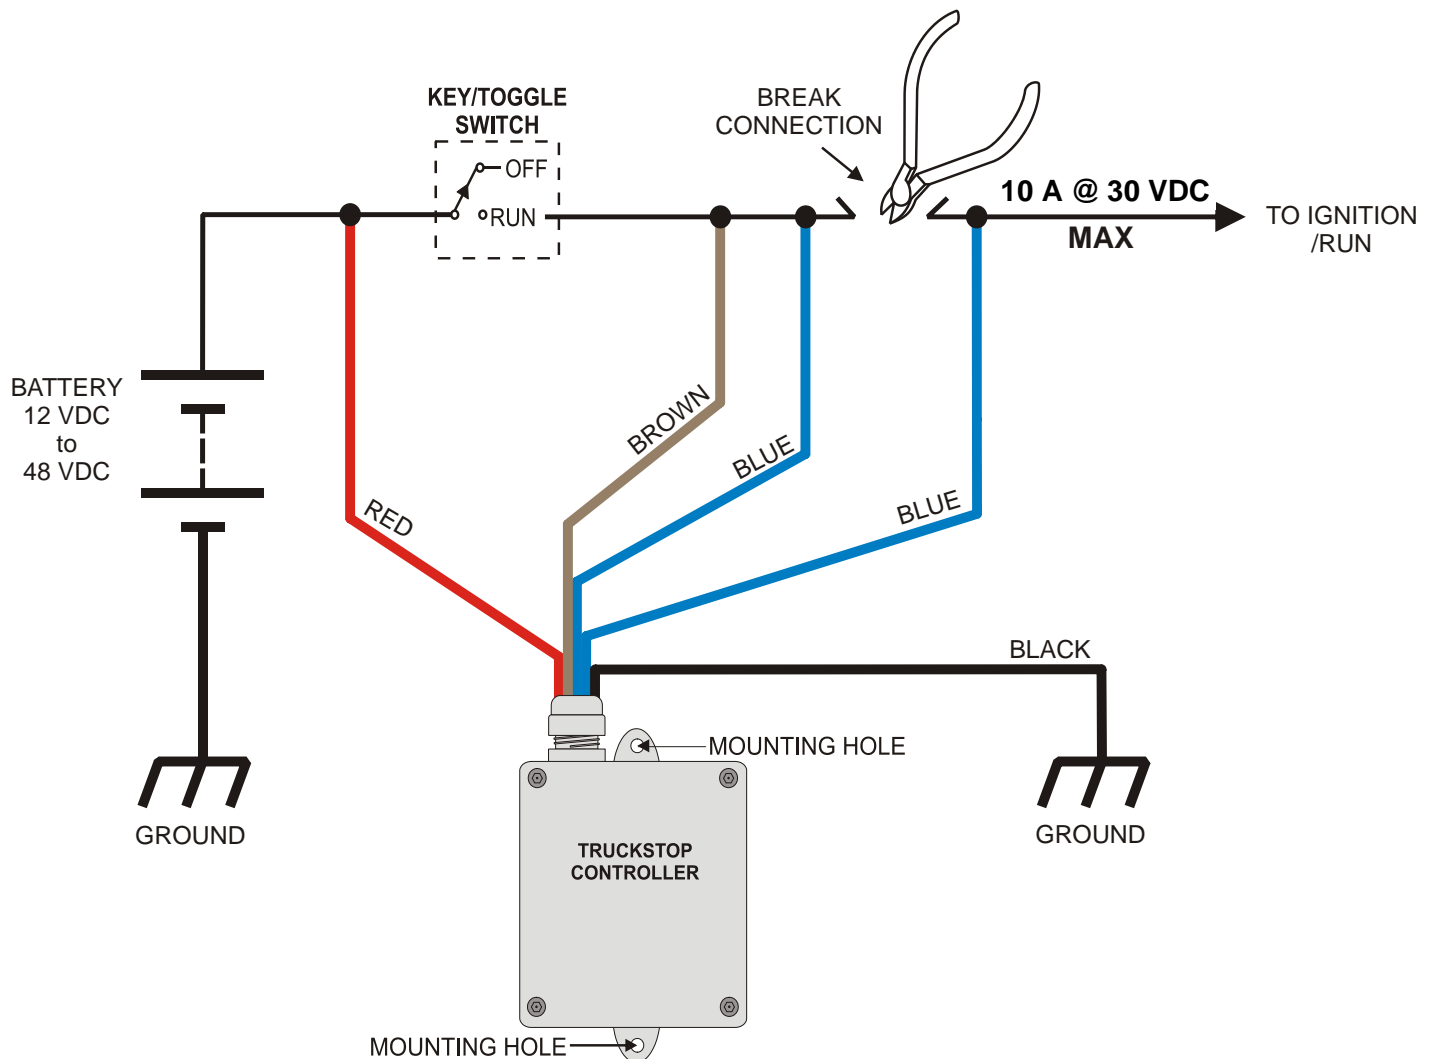 KEY/TOGGLE
SWITCH
OFF
RUN
BREAK
CONNECTION
10 A @ 30 VDC
MAX
TO IGNITION
/RUN
BATTERY
12 VDC
to
48 VDC
RED
BROWN
BLUE
BLUE
BLACK
MOUNTING HOLE
GROUND
GROUND
TRUCKSTOP
CONTROLLER
MOUNTING HOLE